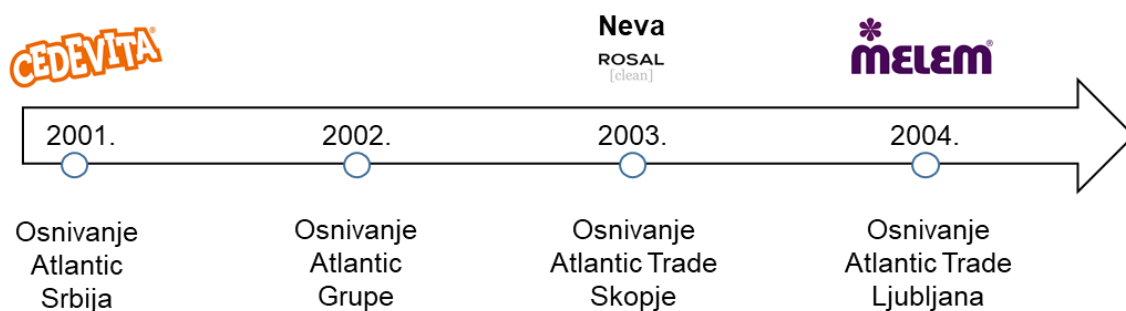 CEDEVITA®
Neva
ROSAL
[clean]
MELEM®
2001.
2002.
2003.
2004.
Osnivanje
Atlantic
Srbija
Osnivanje
Atlantic
Grupe
Osnivanje
Atlantic Trade
Skopje
Osnivanje
Atlantic Trade
Ljubljana